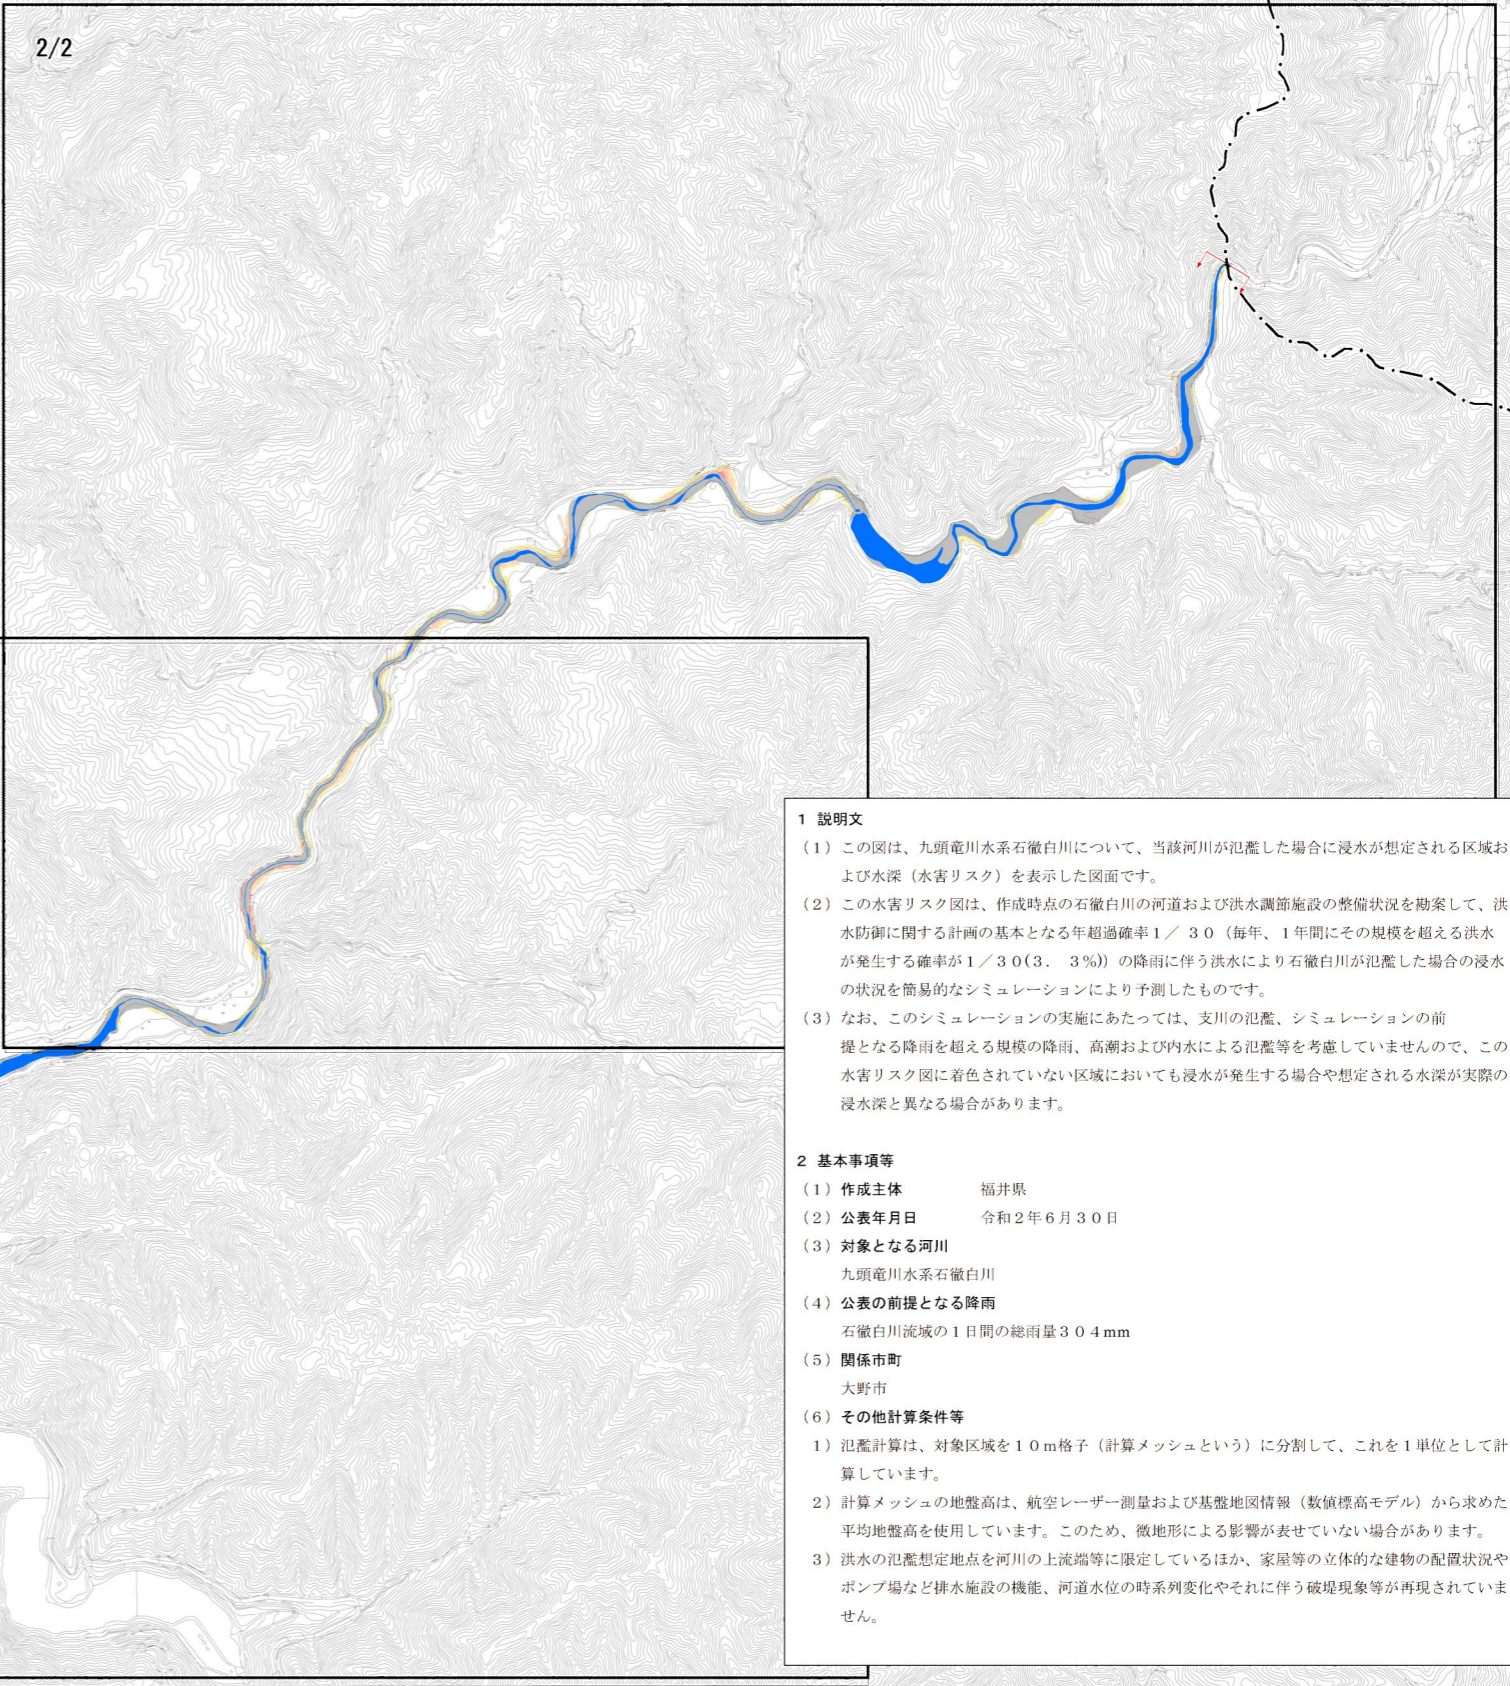 2/2
1 説明文
（1）この図は、九頭竜川水系石徹白川について、当該河川が氾濫した場合に浸水が想定される区域お
よび水深（水害リスク）を表示した図面です。
（2）この水害リスク図は、作成時点の石徹白川の河道および洪水調節施設の整備状況を勘案して、洪
水防御に関する計画の基本となる年超過確率１／ ３０（毎年、１年間にその規模を超える洪水
が発生する確率が１／３０(３． ３％)）の降雨に伴う洪水により石徹白川が氾濫した場合の浸水
の状況を簡易的なシミュレーションにより予測したものです。
（3）なお、このシミュレーションの実施にあたっては、支川の氾濫、シミュレーションの前
提となる降雨を超える規模の降雨、高潮および内水による氾濫等を考慮していませんので、この
水害リスク図に着色されていない区域においても浸水が発生する場合や想定される水深が実際の
浸水深と異なる場合があります。
2 基本事項等
（1）作成主体 福井県
（2）公表年月日 令和２年６月３０日
（3）対象となる河川
九頭竜川水系石徹白川
（4）公表の前提となる降雨
石徹白川流域の１日間の総雨量３０４mm
（5）関係市町
大野市
（6）その他計算条件等
1）氾濫計算は、対象区域を１０ｍ格子（計算メッシュという）に分割して、これを１単位として計
算しています。
2）計算メッシュの地盤高は、航空レーザー測量および基盤地図情報（数値標高モデル）から求めた
平均地盤高を使用しています。このため、微地形による影響が表せていない場合があります。
3）洪水の氾濫想定地点を河川の上流端等に限定しているほか、家屋等の立体的な建物の配置状況や
ポンプ場など排水施設の機能、河道水位の時系列変化やそれに伴う破堤現象等が再現されていま
せん。